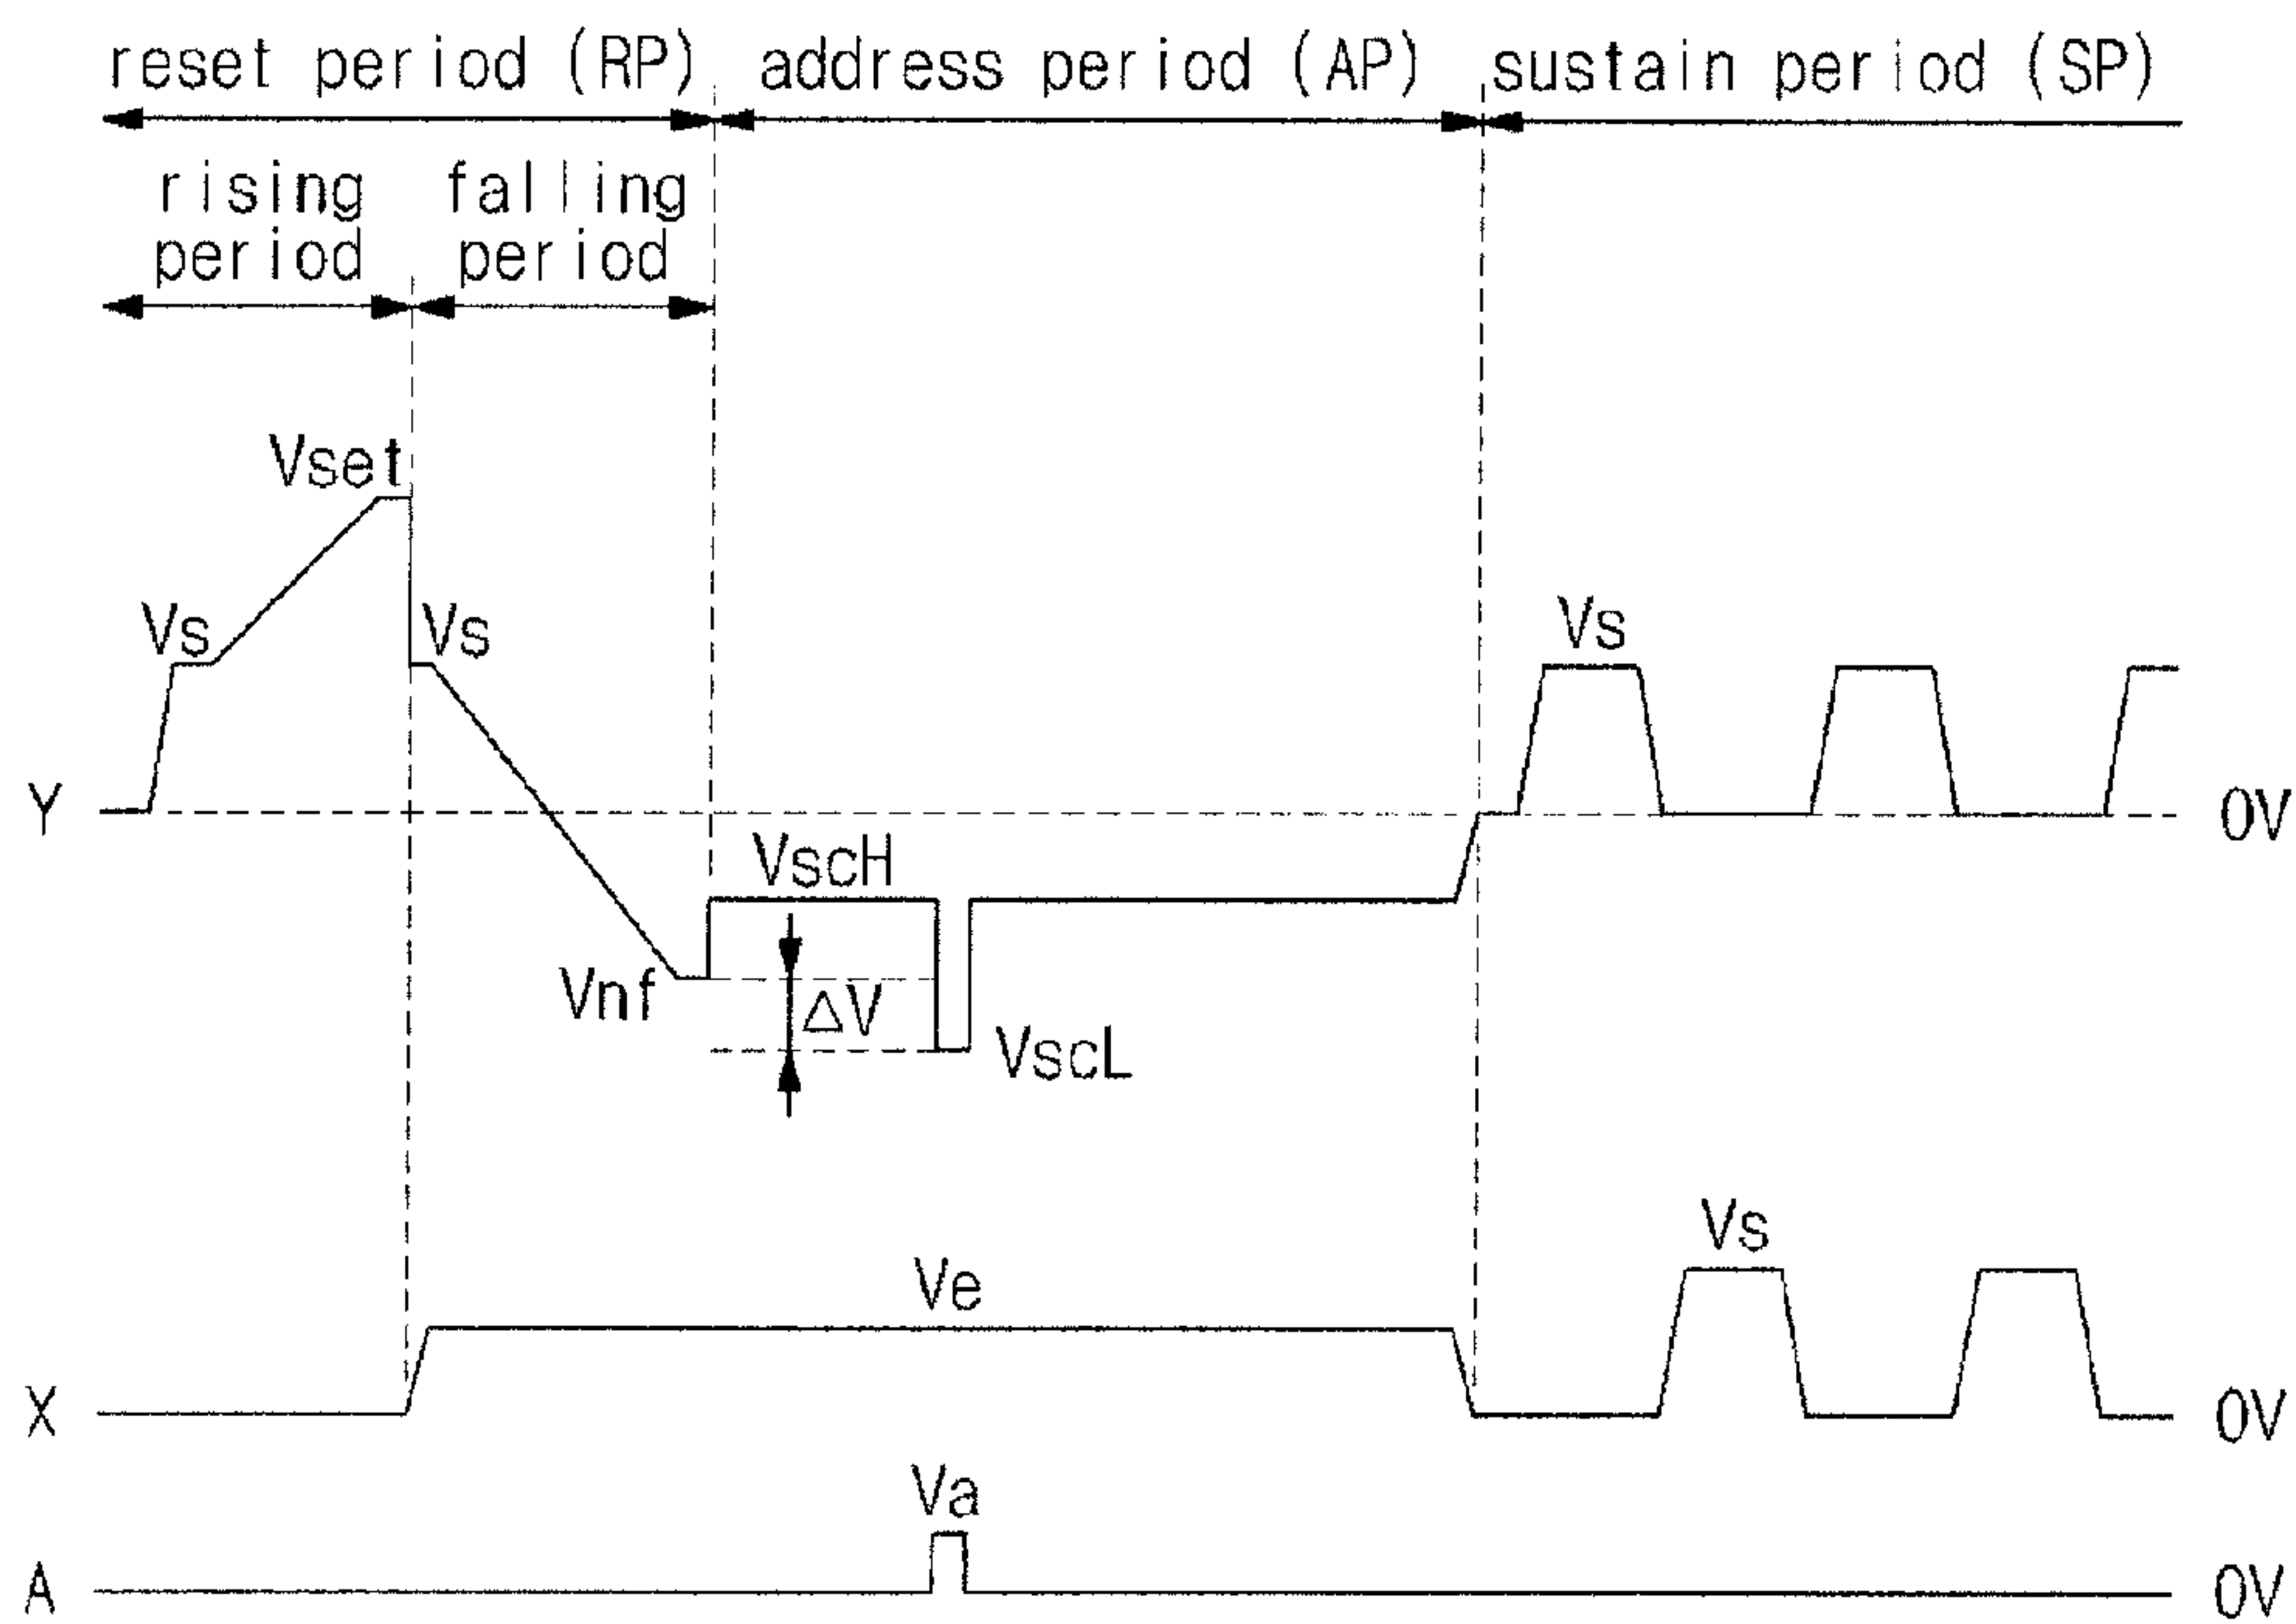 reset period (RP) address period (AP) sustain period (SP)
rising period
falling period
Vset
Vs
Vs
Vs
Y
0V
VscH
Vnf
ΔV
VscL
Vs
Ve
X
0V
Va
A
0V